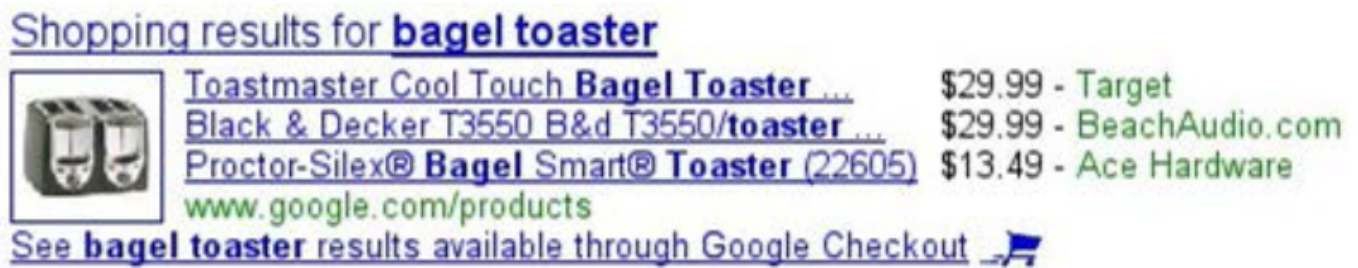 Shopping results for bagel toaster
Toastmaster Cool Touch Bagel Toaster ... $29.99 - Target
Black & Decker T3550 B&d T3550/toaster ... $29.99 - BeachAudio.com
Proctor-Silex® Bagel Smart® Toaster (22605) $13.49 - Ace Hardware
www.google.com/products
See bagel toaster results available through Google Checkout